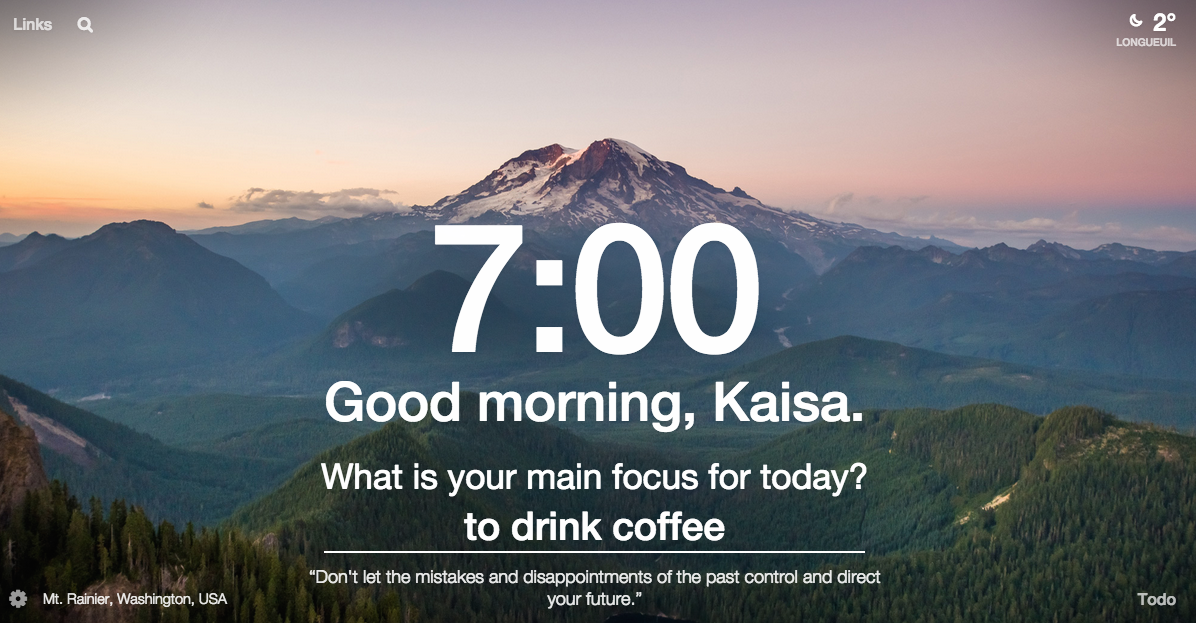 Links
2°
LONGUEUIL
7:00
Good morning, Kaisa.
What is your main focus for today?
to drink coffee
“Don't let the mistakes and disappointments of the past control and direct
your future.”
Mt. Rainier, Washington, USA
Todo